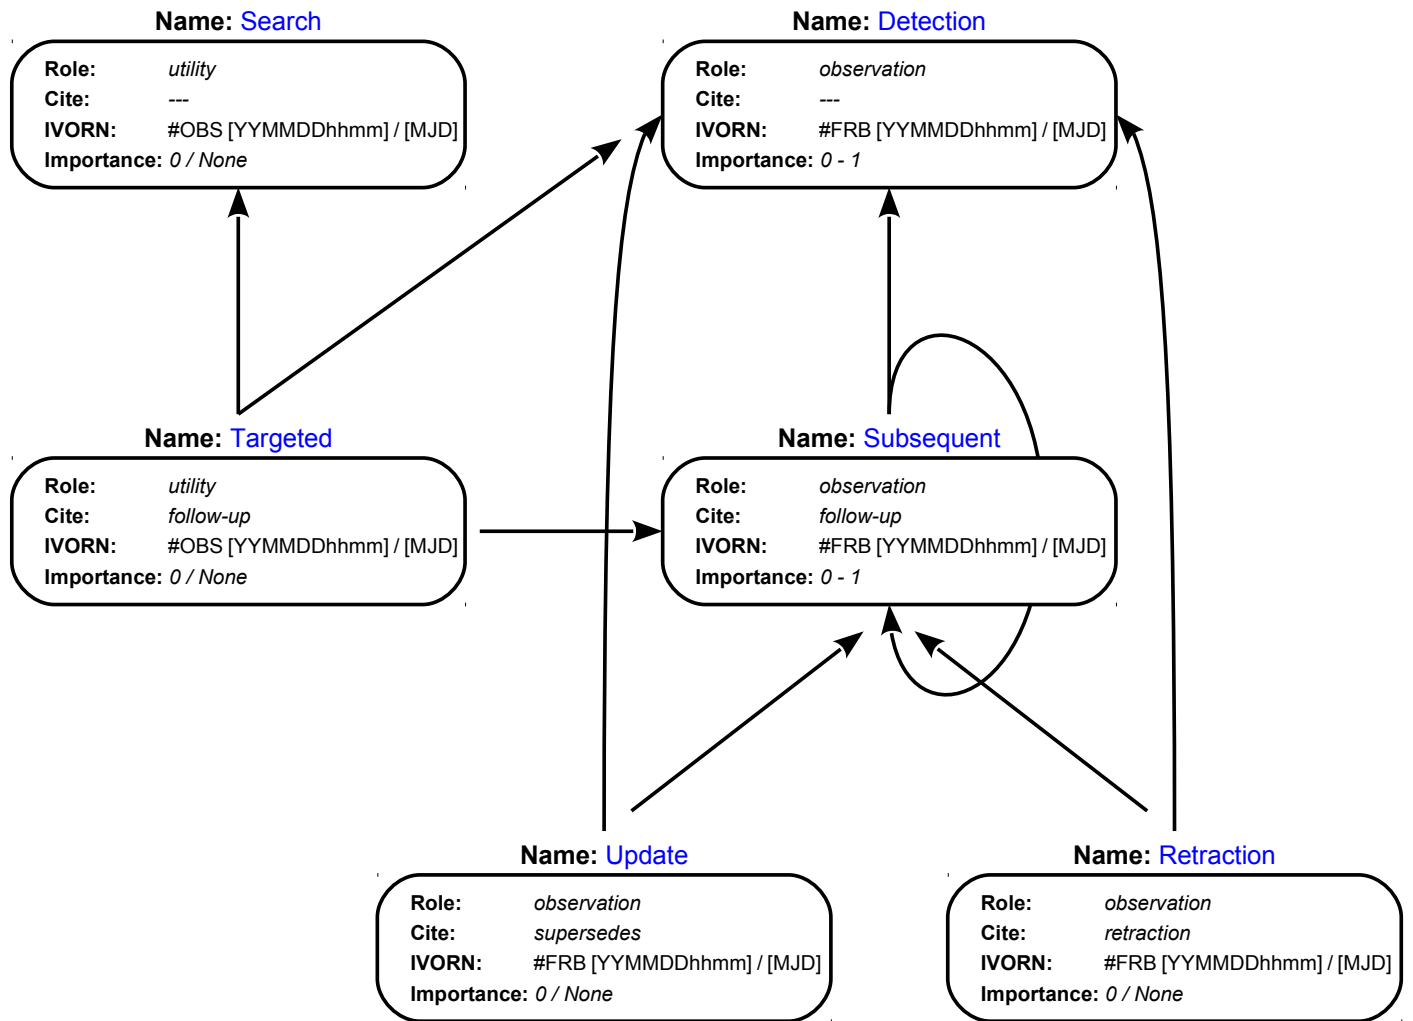 Name: Search
Role: utility
Cite: ---
IVORN: #OBS [YYMMDDhhmm] / [MJD]
Importance: 0 / None
Name: Detection
Role: observation
Cite: ---
IVORN: #FRB [YYMMDDhhmm] / [MJD]
Importance: 0 - 1
Name: Targeted
Role: utility
Cite: follow-up
IVORN: #OBS [YYMMDDhhmm] / [MJD]
Importance: 0 / None
Name: Subsequent
Role: observation
Cite: follow-up
IVORN: #FRB [YYMMDDhhmm] / [MJD]
Importance: 0 - 1
Name: Update
Role: observation
Cite: supersedes
IVORN: #FRB [YYMMDDhhmm] / [MJD]
Importance: 0 / None
Name: Retraction
Role: observation
Cite: retraction
IVORN: #FRB [YYMMDDhhmm] / [MJD]
Importance: 0 / None